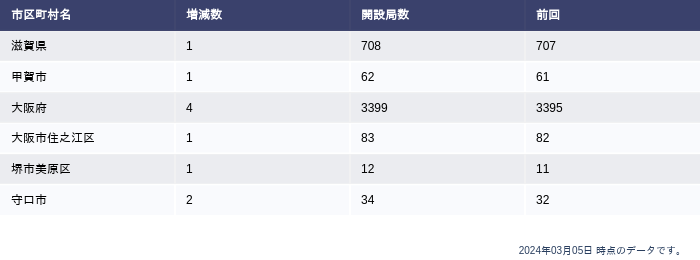 市区町村名 増減数 開設局数 前回
滋賀県 1 708 707
甲賀市 1 62 61
大阪府 4 3399 3395
大阪市住之江区 1 83 82
堺市美原区 1 12 11
守口市 2 34 32
2024年03月05日 時点のデータです。